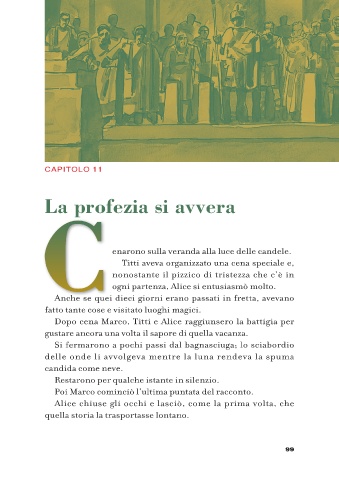 CAPITOLO 11
La profezia si avvera
Cenarono sulla veranda alla luce delle candele.
Titti aveva organizzato una cena speciale e,
nonostante il pizzico di tristezza che c’è in
ogni partenza, Alice si entusiasmò molto.
Anche se quei dieci giorni erano passati in fretta, avevano
fatto tante cose e visitato luoghi magici.
Dopo cena Marco, Titti e Alice raggiunsero la battigia per
gustare ancora una volta il sapore di quella vacanza.
Si fermarono a pochi passi dal bagnasciuga; lo sciabordio
delle onde li avvolgeva mentre la luna rendeva la spuma
candida come neve.
Restarono per qualche istante in silenzio.
Poi Marco cominciò l’ultima puntata del racconto.
Alice chiuse gli occhi e lasciò, come la prima volta, che
quella storia la trasportasse lontano.
99